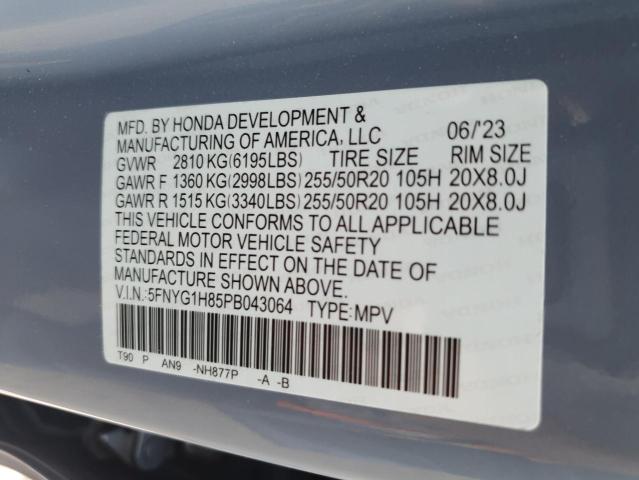 MFD. BY HONDA DEVELOPMENT &
MANUFACTURING OF AMERICA, LLC 06/'23
GVWR 2810 KG(6195LBS) TIRE SIZE RIM SIZE
GAWR F 1360 KG(2998LBS) 255/50R20 105H 20X8.0J
GAWR R 1515 KG(3340LBS) 255/50R20 105H 20X8.0J
THIS VEHICLE CONFORMS TO ALL APPLICABLE
FEDERAL MOTOR VEHICLE SAFETY
STANDARDS IN EFFECT ON THE DATE OF
MANUFACTURE SHOWN ABOVE.
V.I.N.:5FNYG1H85PB043064 TYPE:MPV
T90 P AN9 -NH877P -A -B